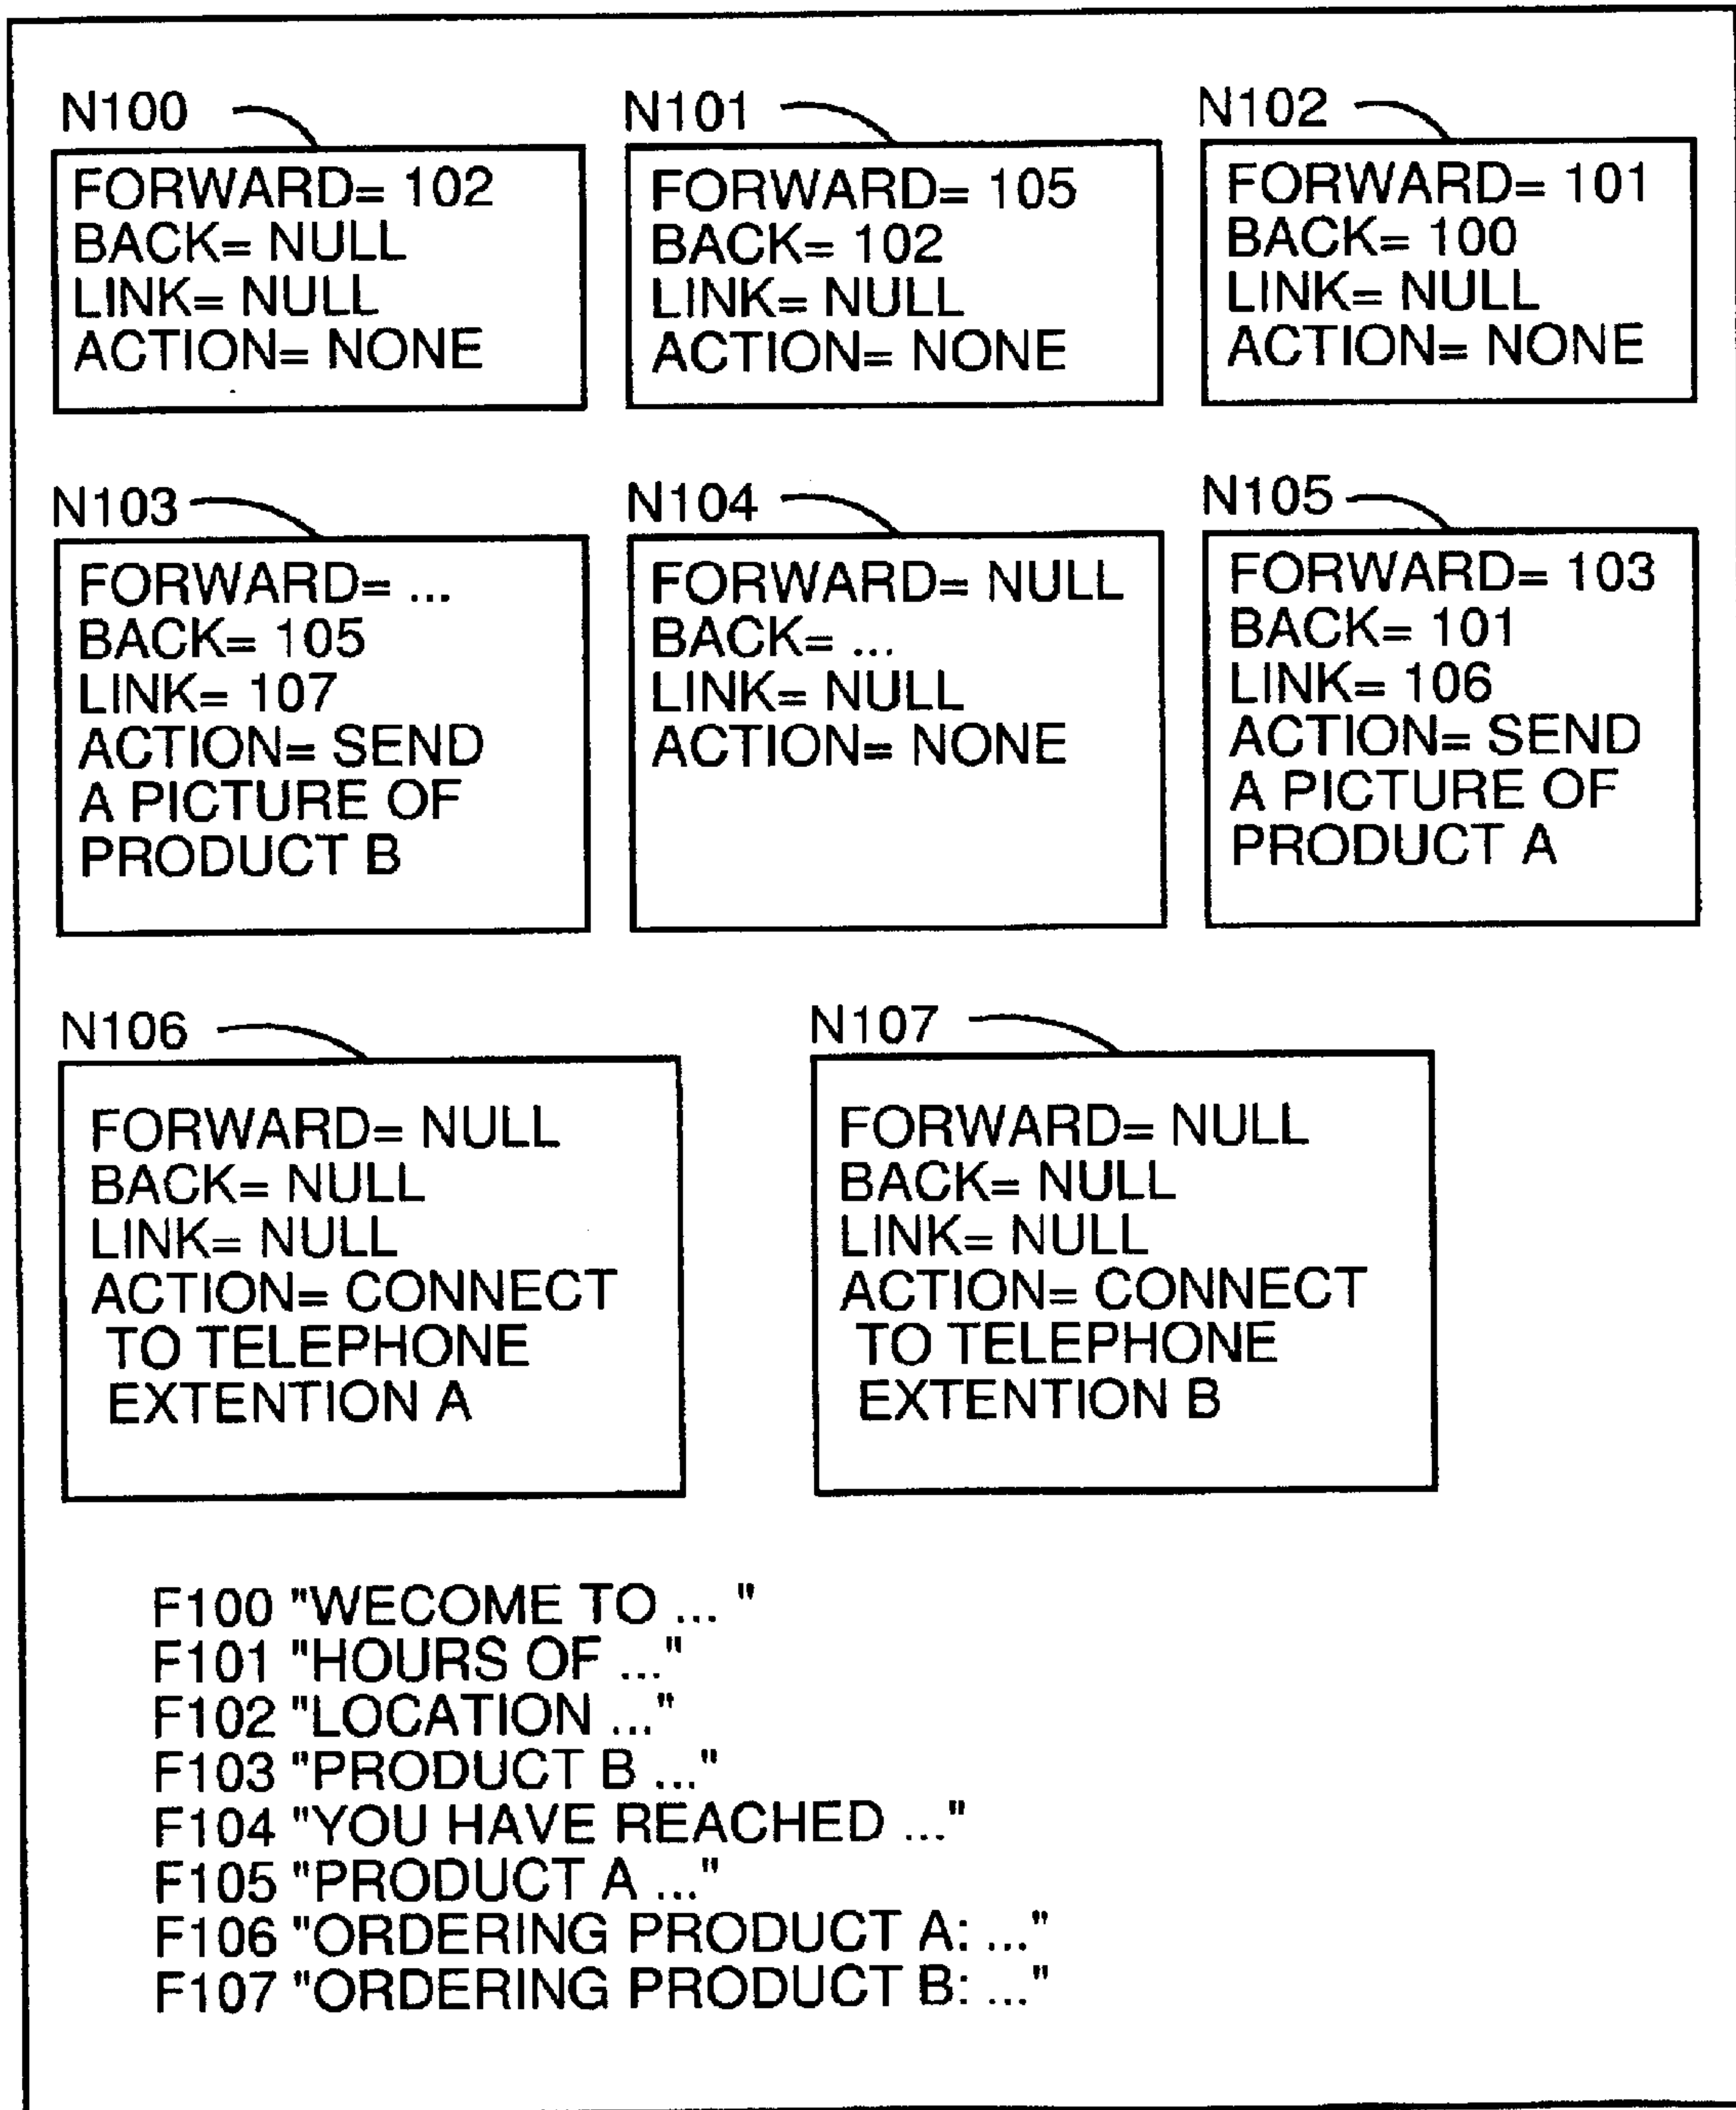 N100
FORWARD= 102
BACK= NULL
LINK= NULL
ACTION= NONE
N101
FORWARD= 105
BACK= 102
LINK= NULL
ACTION= NONE
N102
FORWARD= 101
BACK= 100
LINK= NULL
ACTION= NONE
N103
FORWARD= ...
BACK= 105
LINK= 107
ACTION= SEND
A PICTURE OF
PRODUCT B
N104
FORWARD= NULL
BACK= ...
LINK= NULL
ACTION= NONE
N105
FORWARD= 103
BACK= 101
LINK= 106
ACTION= SEND
A PICTURE OF
PRODUCT A
N106
FORWARD= NULL
BACK= NULL
LINK= NULL
ACTION= CONNECT
TO TELEPHONE
EXTENTION A
N107
FORWARD= NULL
BACK= NULL
LINK= NULL
ACTION= CONNECT
TO TELEPHONE
EXTENTION B
F100 "WECOME TO ... "
F101 "HOURS OF ..."
F102 "LOCATION ..."
F103 "PRODUCT B ..."
F104 "YOU HAVE REACHED ..."
F105 "PRODUCT A ..."
F106 "ORDERING PRODUCT A: ..."
F107 "ORDERING PRODUCT B: ..."